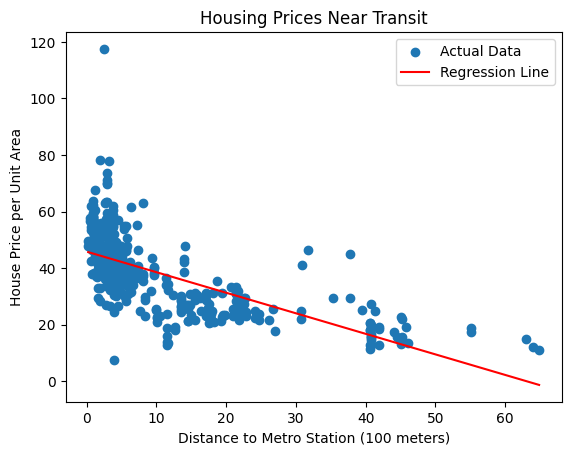 Housing Prices Near Transit
Actual Data
Regression Line
House Price per Unit Area
120
100
80
60
40
20
0
0 10 20 30 40 50 60
Distance to Metro Station (100 meters)